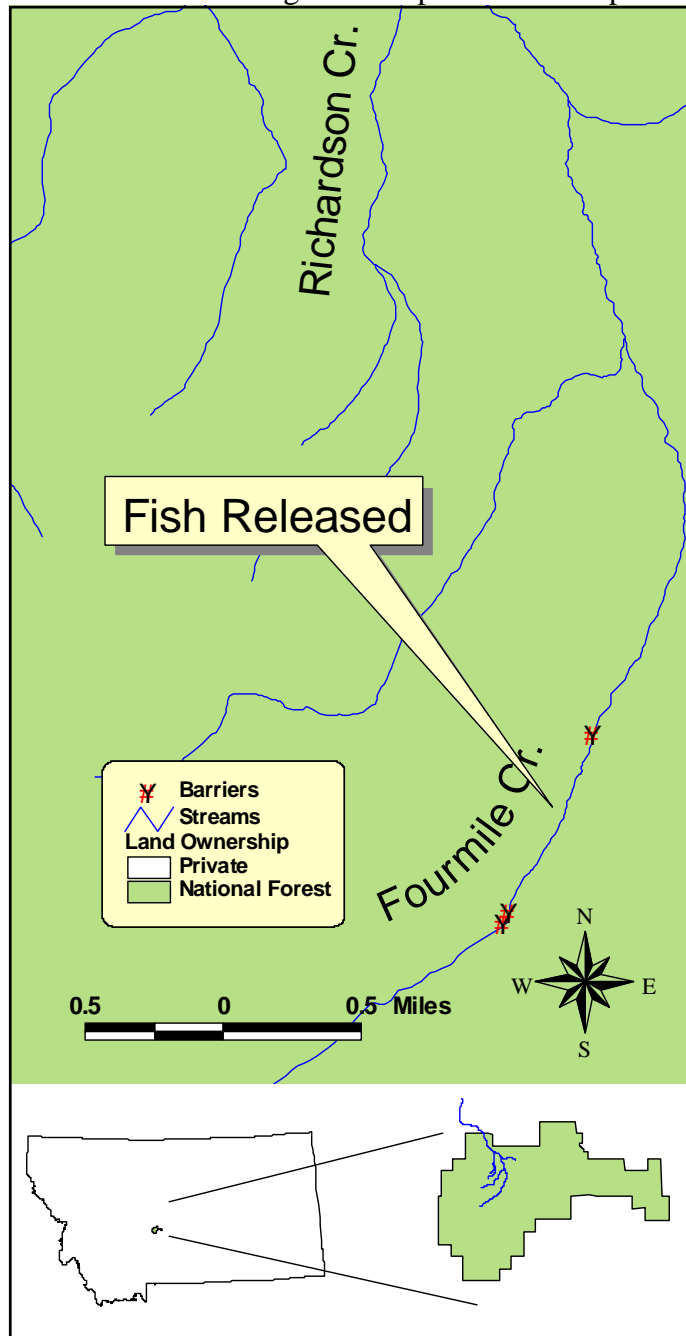 Richardson Cr.
Fish Released
Fourmile Cr.
Barriers
Streams
Land Ownership
Private
National Forest
N
W E
S
0.5 0 0.5 Miles